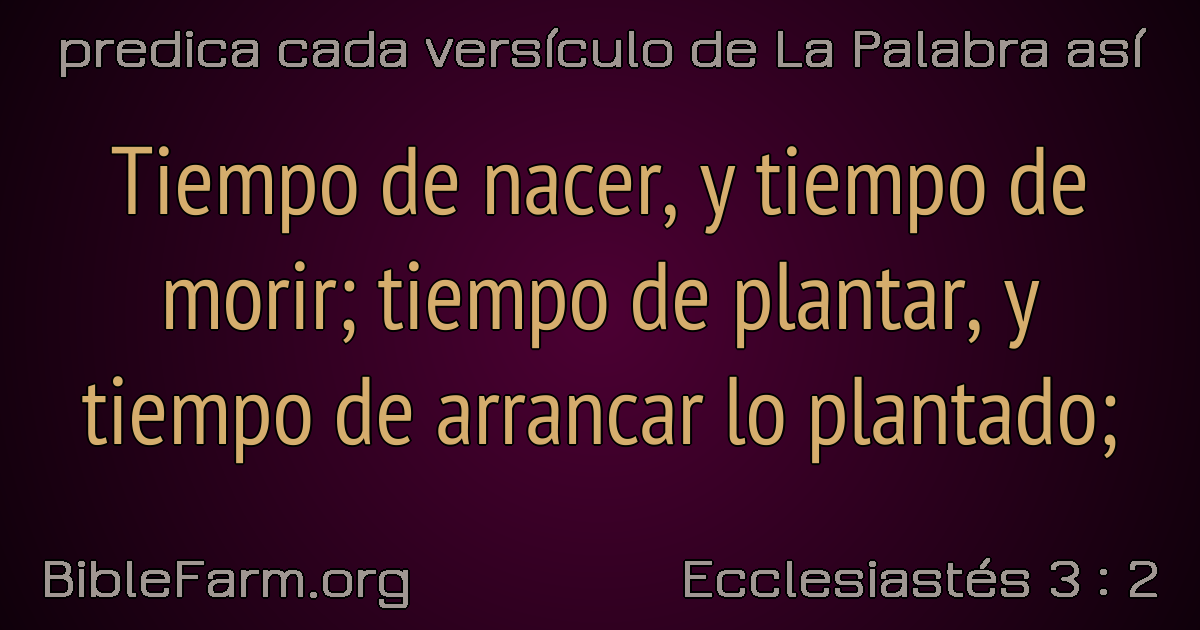 predica cada versículo de La Palabra así
Tiempo de nacer, y tiempo de
morir; tiempo de plantar, y
tiempo de arrancar lo plantado;
BibleFarm.org
Ecclesiastés 3 : 2